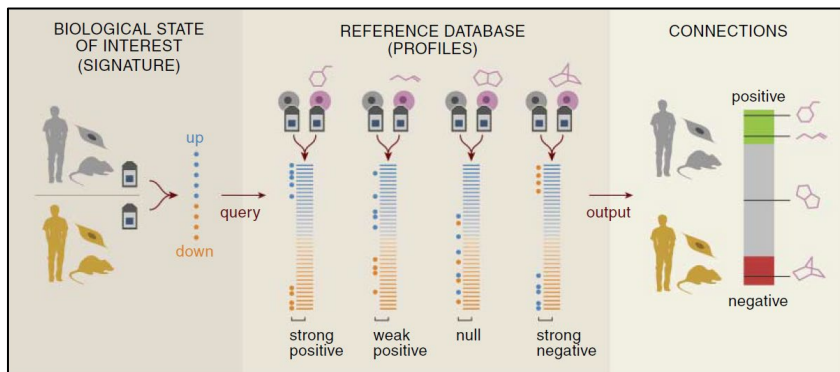 BIOLOGICAL STATE
OF INTEREST
(SIGNATURE)
REFERENCE DATABASE
(PROFILES)
CONNECTIONS
up
down
query
strong
positive
weak
positive
null
strong
negative
output
positive
negative